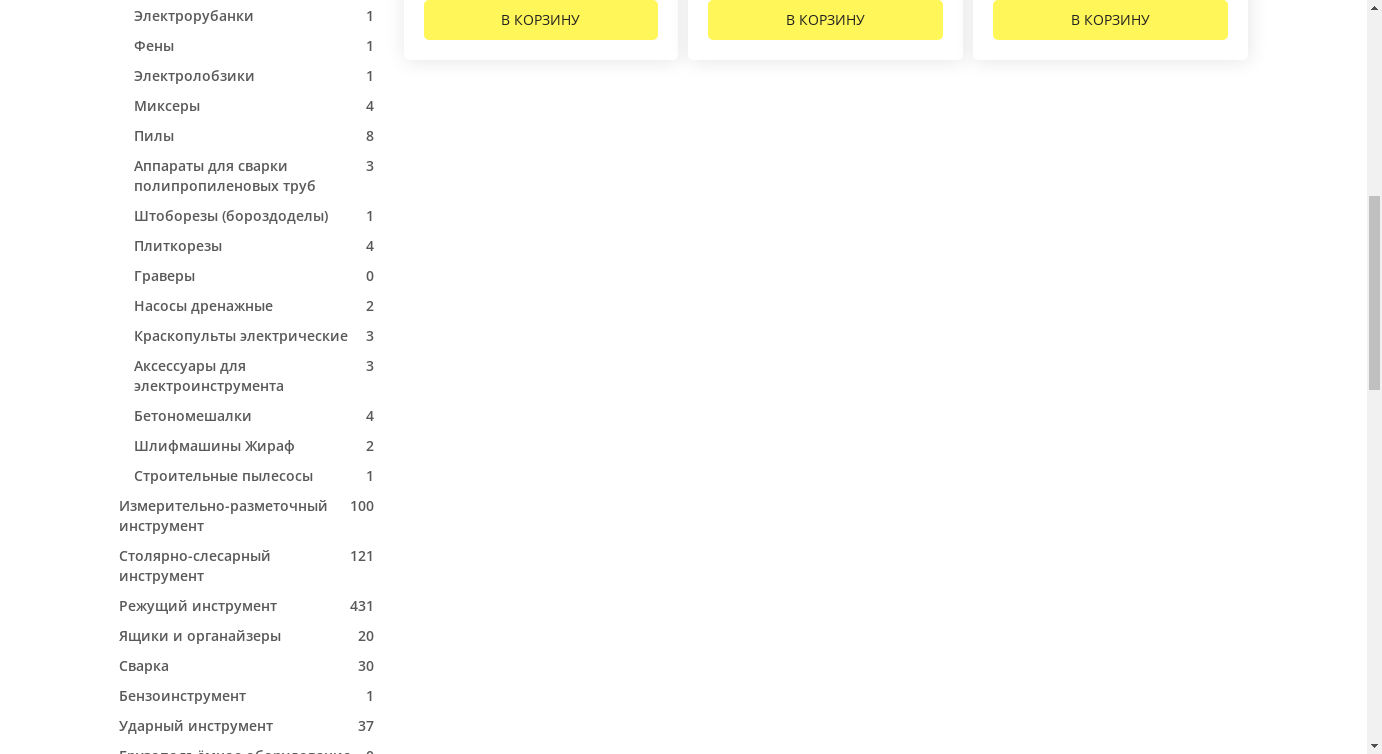 Электрорубанки 1
В КОРЗИНУ В КОРЗИНУ В КОРЗИНУ
Фены 1
Электролобзики 1
Миксеры 4
Пилы 8
Аппараты для сварки 3
полипропиленовых труб
Штоборезы (бороздоделы) 1
Плиткорезы 4
Граверы 0
Насосы дренажные 2
Краскопульты электрические 3
Аксессуары для 3
электроинструмента
Бетономешалки 4
Шлифмашины Жираф 2
Строительные пылесосы 1
Измерительно-разметочный 100
инструмент
Столярно-слесарный 121
инструмент
Режущий инструмент 431
Ящики и органайзеры 20
Сварка 30
Бензоинструмент 1
Ударный инструмент 37